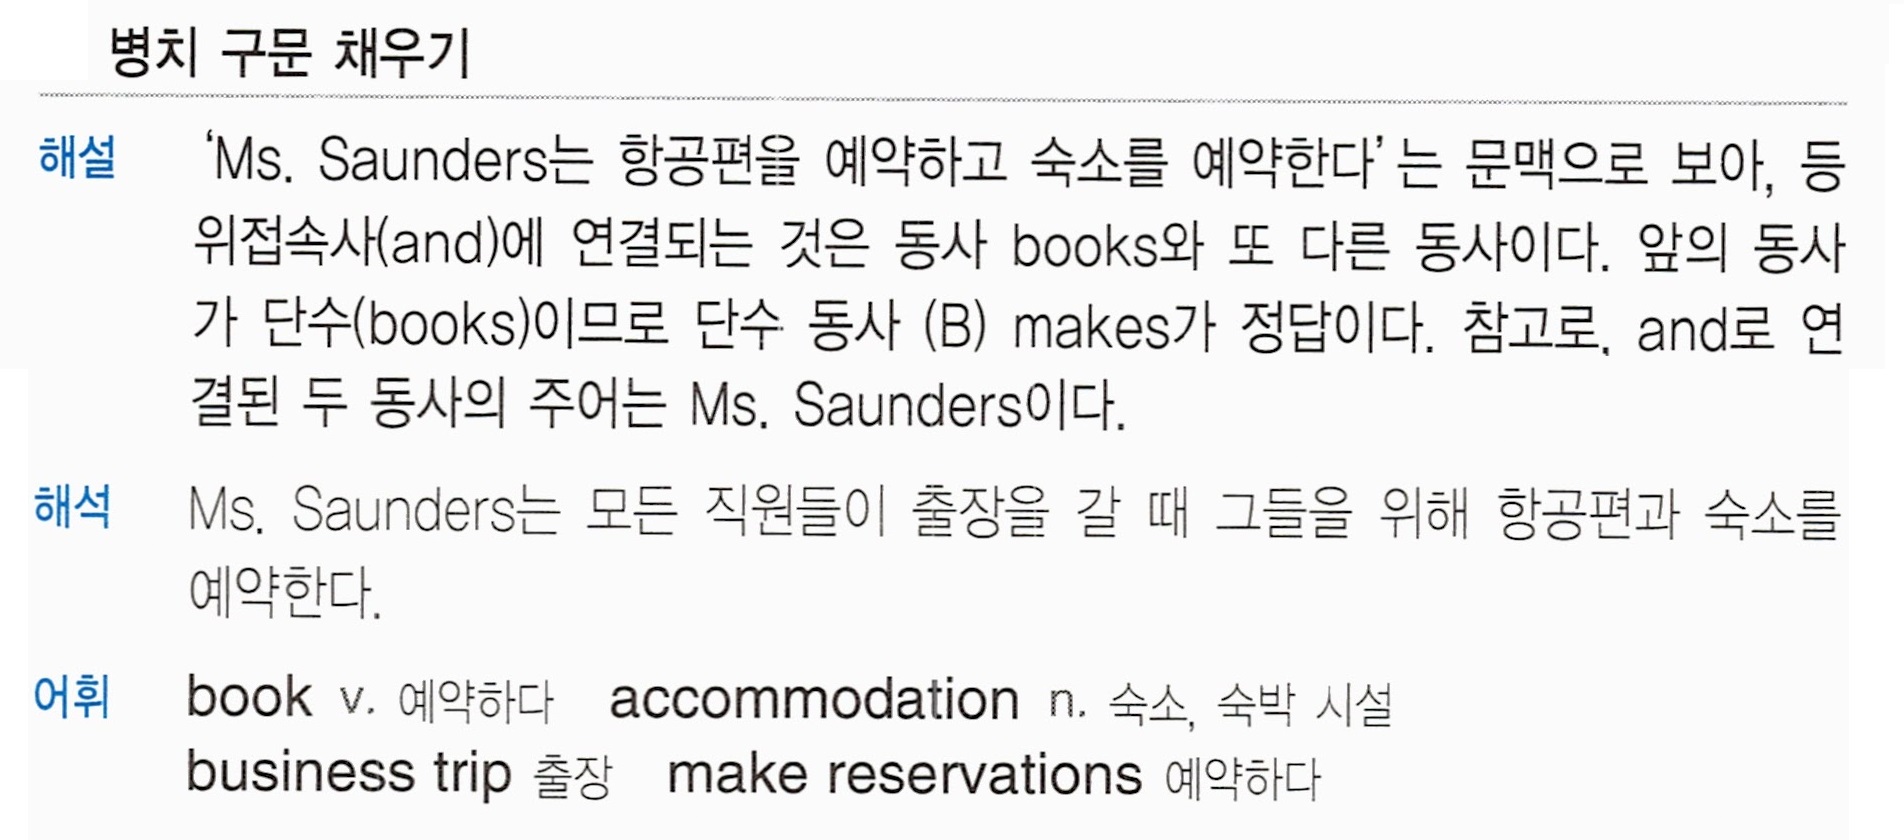 병치 구문 채우기
해설 ‘Ms. Saunders는 항공편을 예약하고 숙소를 예약한다’는 문맥으로 보아, 등
위접속사(and)에 연결되는 것은 동사 books와 또 다른 동사이다. 앞의 동사
가 단수(books)이므로 단수 동사 (B) makes가 정답이다. 참고로, and로 연
결된 두 동사의 주어는 Ms. Saunders이다.
해석 Ms. Saunders는 모든 직원들이 출장을 갈 때 그들을 위해 항공편과 숙소를
예약한다.
어휘 book v. 예약하다 accommodation n. 숙소, 숙박 시설
business trip 출장 make reservations 예약하다